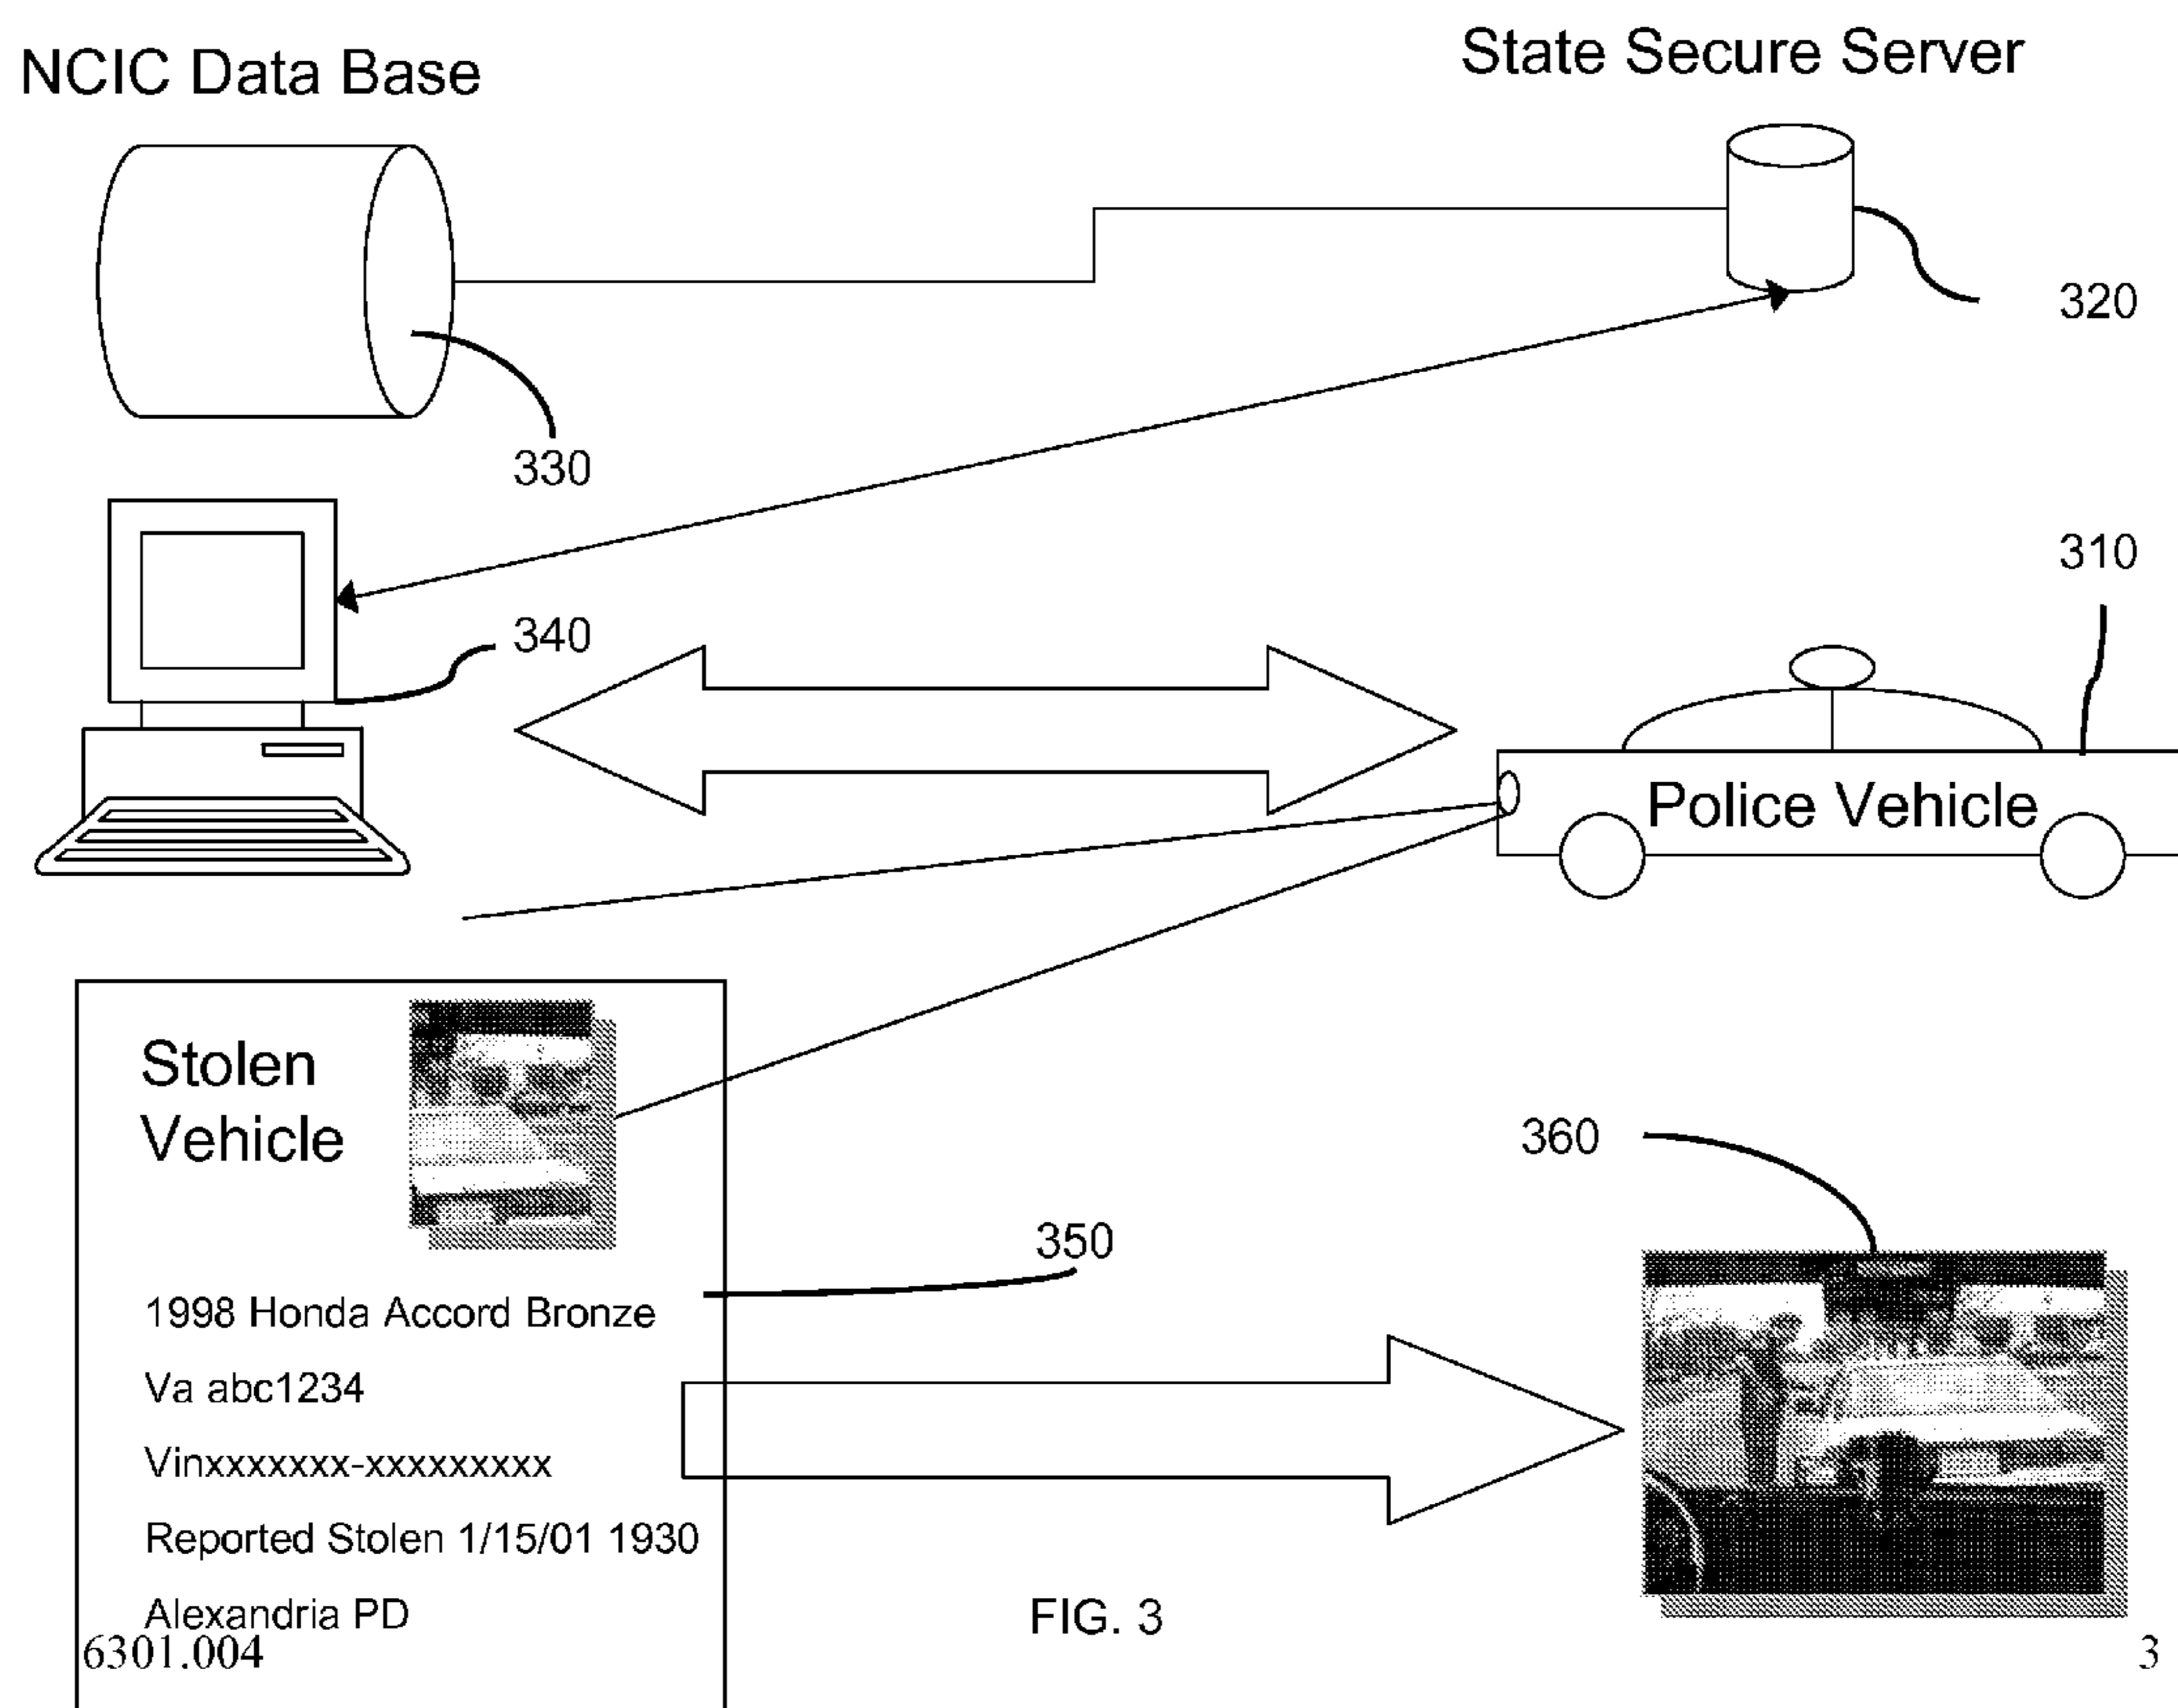 NCIC Data Base
State Secure Server
320
330
310
340
Police Vehicle
Stolen
Vehicle
360
350
1998 Honda Accord Bronze
Va abc1234
Vinxxxxxxx-xxxxxxxxx
Reported Stolen 1/15/01 1930
Alexandria PD
FIG. 3
6301.004
3